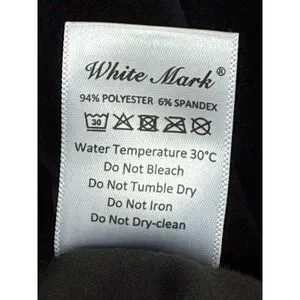 White Mark®
94% POLYESTER 6% SPANDEX
30
Water Temperature 30°C
Do Not Bleach
Do Not Tumble Dry
Do Not Iron
Do Not Dry-clean